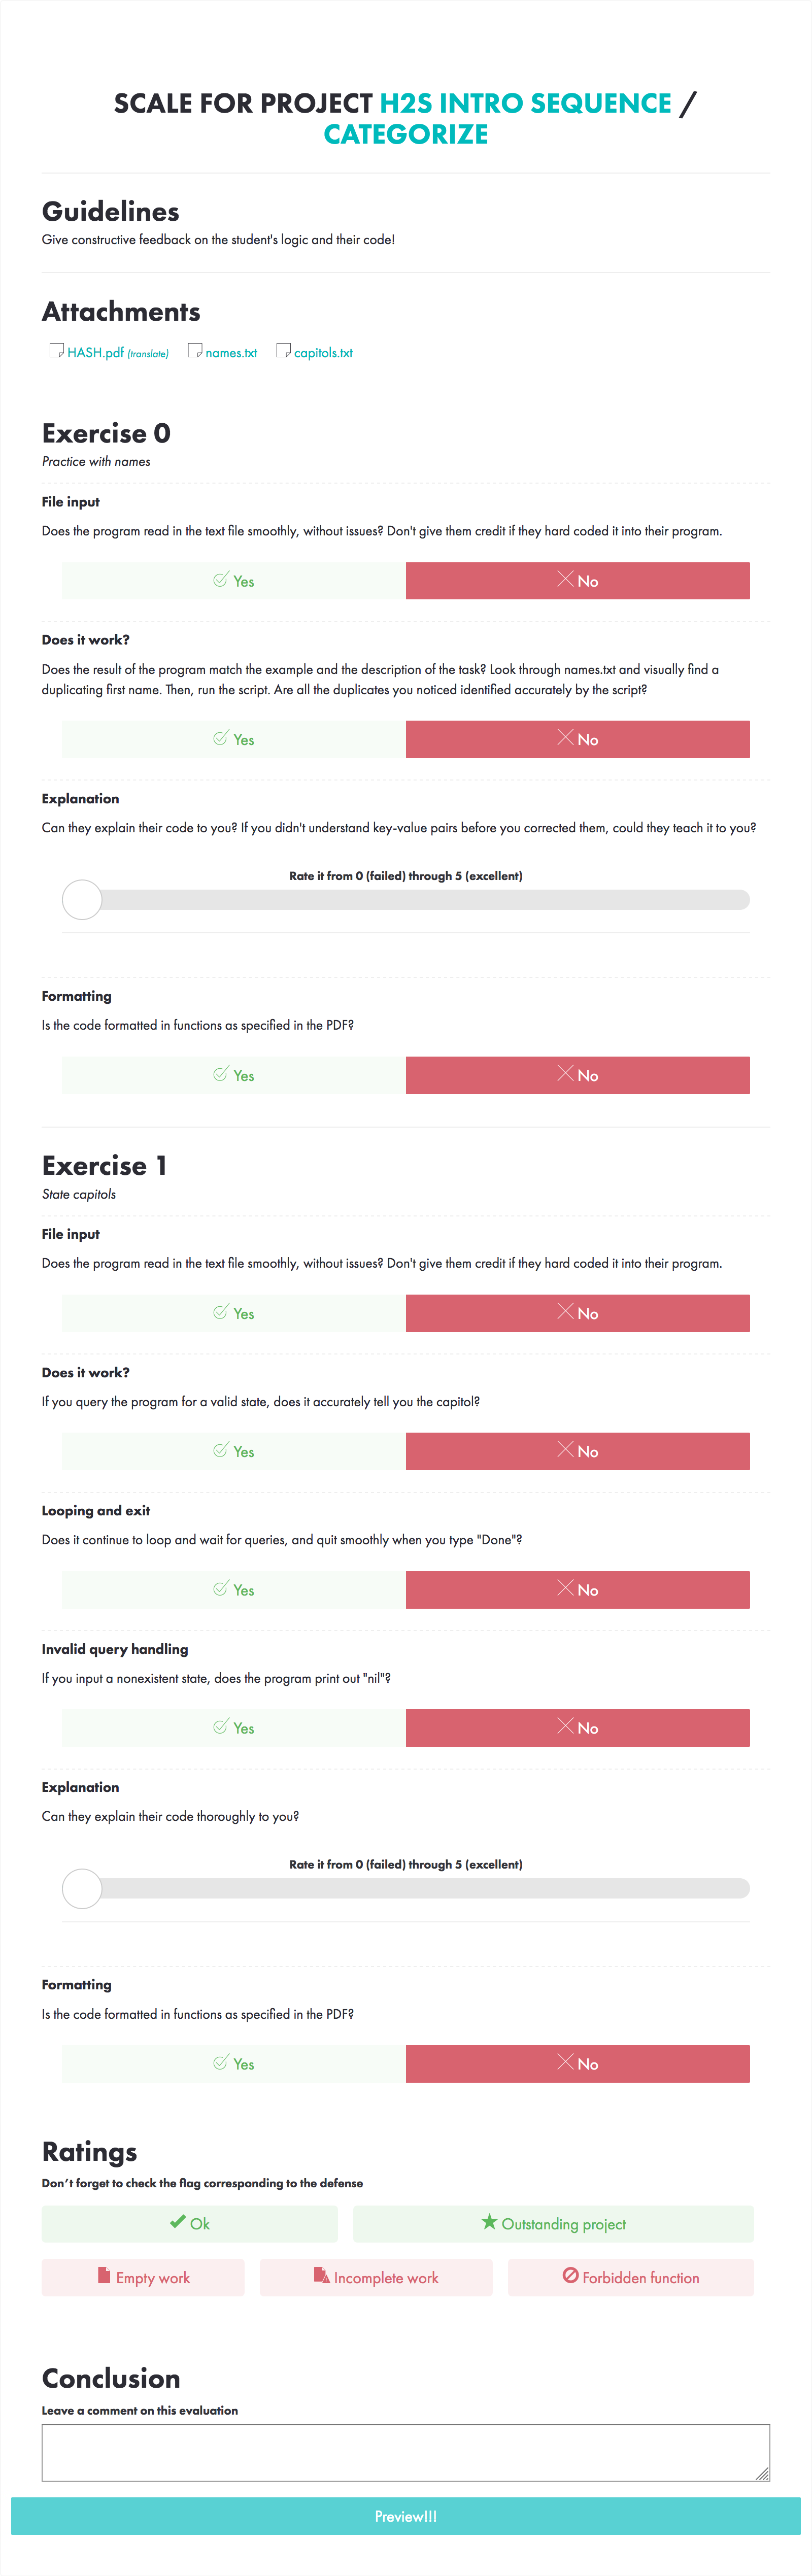 SCALE FOR PROJECT H2S INTRO SEQUENCE /
CATEGORIZE
Guidelines
Give constructive feedback on the student's logic and their code!
Attachments
HASH.pdf (translate) names.txt capitols.txt
Exercise 0
Practice with names
File input
Does the program read in the text file smoothly, without issues? Don't give them credit if they hard coded it into their program.
Yes No
Does it work?
Does the result of the program match the example and the description of the task? Look through names.txt and visually find a
duplicating first name. Then, run the script. Are all the duplicates you noticed identified accurately by the script?
Yes No
Explanation
Can they explain their code to you? If you didn't understand key-value pairs before you corrected them, could they teach it to you?
Rate it from 0 (failed) through 5 (excellent)
Formatting
Is the code formatted in functions as specified in the PDF?
Yes No
Exercise 1
State capitols
File input
Does the program read in the text file smoothly, without issues? Don't give them credit if they hard coded it into their program.
Yes No
Does it work?
If you query the program for a valid state, does it accurately tell you the capitol?
Yes No
Looping and exit
Does it continue to loop and wait for queries, and quit smoothly when you type "Done"?
Yes No
Invalid query handling
If you input a nonexistent state, does the program print out "nil"?
Yes No
Explanation
Can they explain their code thoroughly to you?
Rate it from 0 (failed) through 5 (excellent)
Formatting
Is the code formatted in functions as specified in the PDF?
Yes No
Ratings
Don’t forget to check the flag corresponding to the defense
Ok Outstanding project
Empty work Incomplete work Forbidden function
Conclusion
Leave a comment on this evaluation
Preview!!!